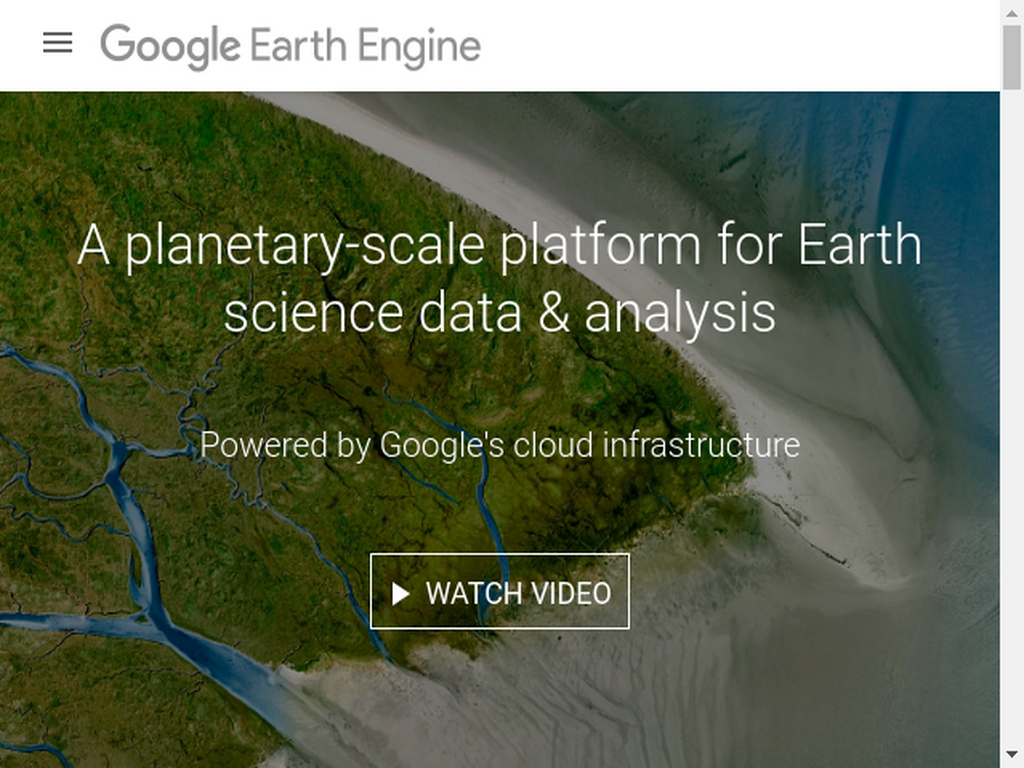 Google Earth Engine
A planetary-scale platform for Earth
science data & analysis
Powered by Google's cloud infrastructure
WATCH VIDEO